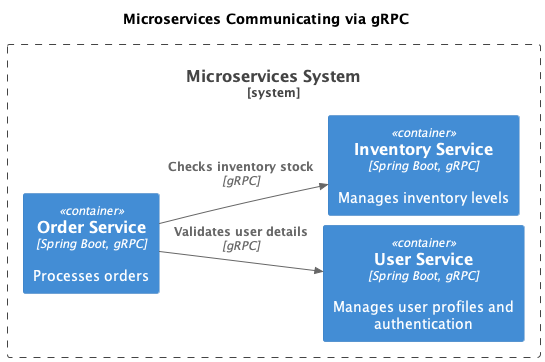 Microservices Communicating via gRPC
Microservices System
[system]
«container»
Order Service
[Spring Boot, gRPC]
Processes orders
Checks inventory stock
[gRPC]
Validates user details
[gRPC]
«container»
Inventory Service
[Spring Boot, gRPC]
Manages inventory levels
«container»
User Service
[Spring Boot, gRPC]
Manages user profiles and
authentication